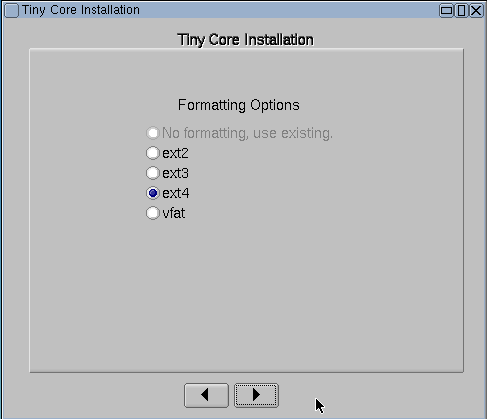 Tiny Core Installation
Tiny Core Installation
Formatting Options
No formatting, use existing.
ext2
ext3
ext4
vfat